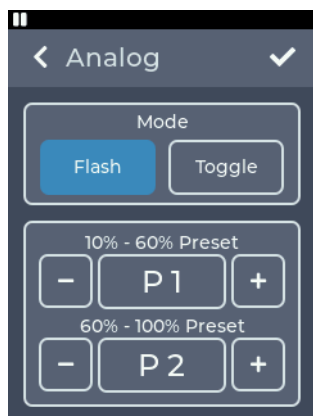 Analog
Mode
Flash Toggle
10% - 60% Preset
- P 1 +
60% - 100% Preset
- P 2 +